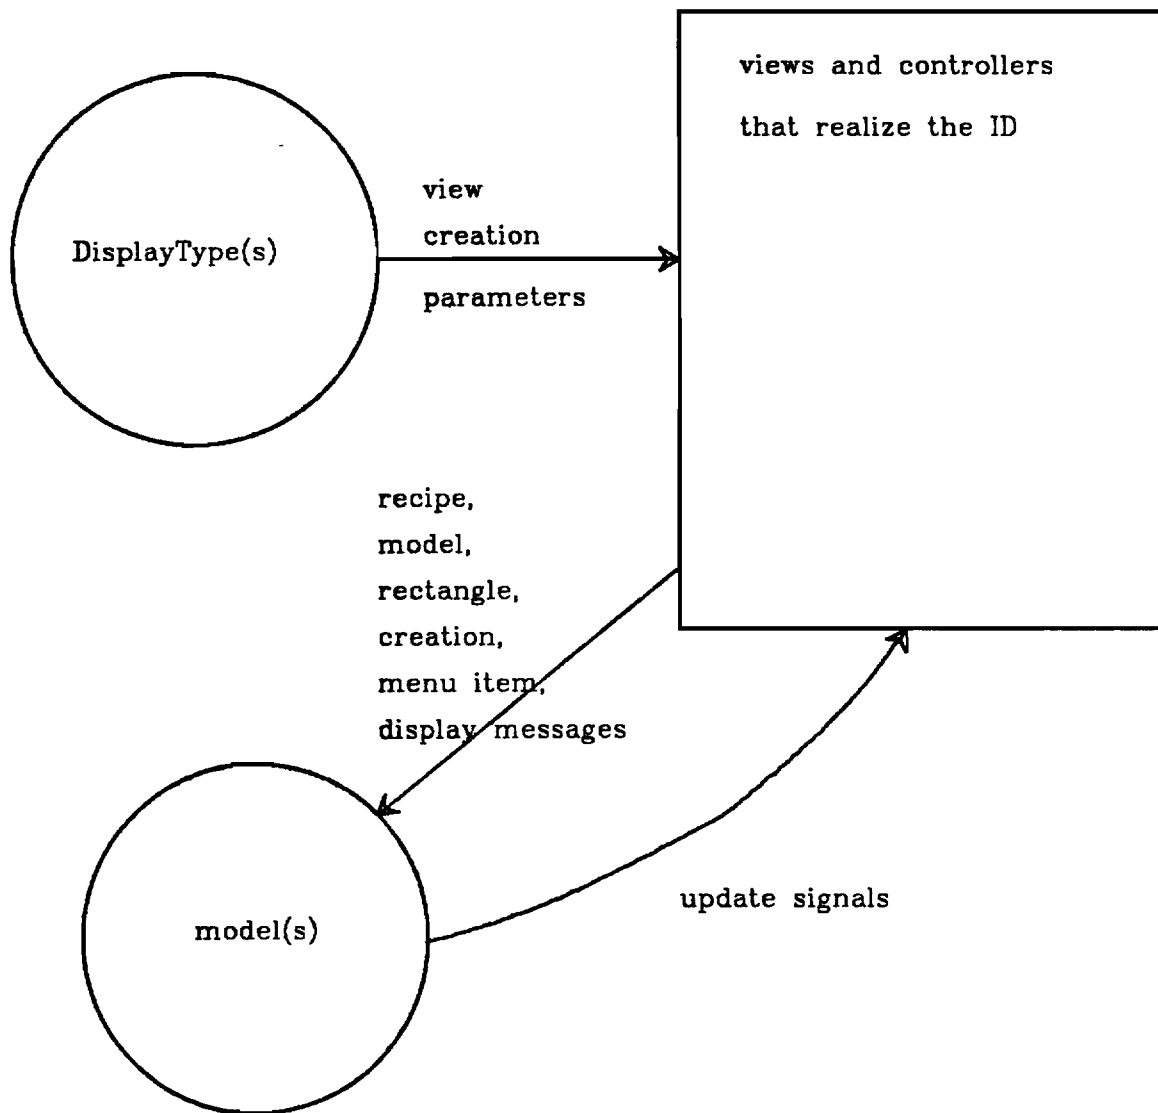 views and controllers
that realize the ID
view
creation
parameters
DisplayType(s)
recipe,
model,
rectangle,
creation,
menu item,
display messages
update signals
model(s)